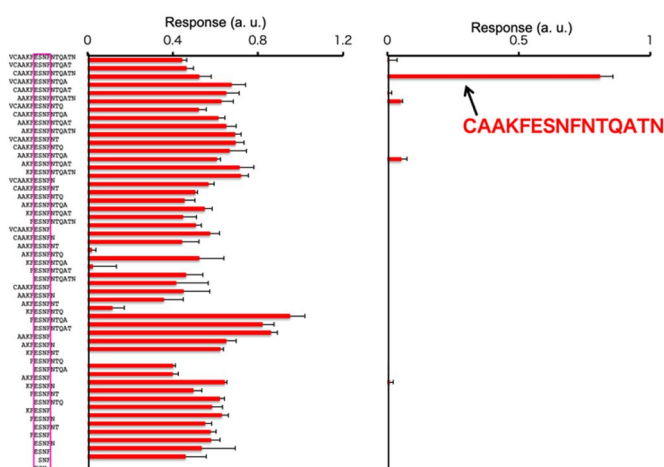 Response (a. u.)
0 0.4 0.8 1.2
Response (a. u.)
0 0.5 1
VCAAKFESNFNTQATN
VCAAKFESNFNTQAT
CAAKFESNFNTQATN
VCAAKFESNFNTQA
CAAKFESNFNTQAT
AAKFESNFNTQATN
VCAAKFESNFNTQ
CAAKFESNFNTQA
AAKFESNFNTQAT
AKFESNFNTQATN
VCAAKFESNFNT
CAAKFESNFNTQ
AAKFESNFNTQA
AKFESNFNTQAT
KFESNFNTQATN
VCAAKFESNFN
CAAKFESNFNT
AAKFESNFNTQ
AKFESNFNTQA
KFESNFNTQAT
FESNFNTQATN
VCAAKFESNF
CAAKFESNFN
AAKFESNFNT
AKFESNFNTQ
KFESNFNTQA
FESNFNTQAT
ESNFNTQATN
CAAKFESNF
AAKFESNFN
AKFESNFNT
KFESNFNTQ
FESNFNTQA
ESNFNTQAT
AAKFESNF
AKFESNFN
KFESNFNT
FESNFNTQ
ESNFNTQA
AKFESNF
KFESNFN
FESNFNT
ESNFNTQ
KFESNF
FESNFN
ESNFNT
FESNF
ESNFN
ESNF
SNF
CAAKFESNFNTQATN